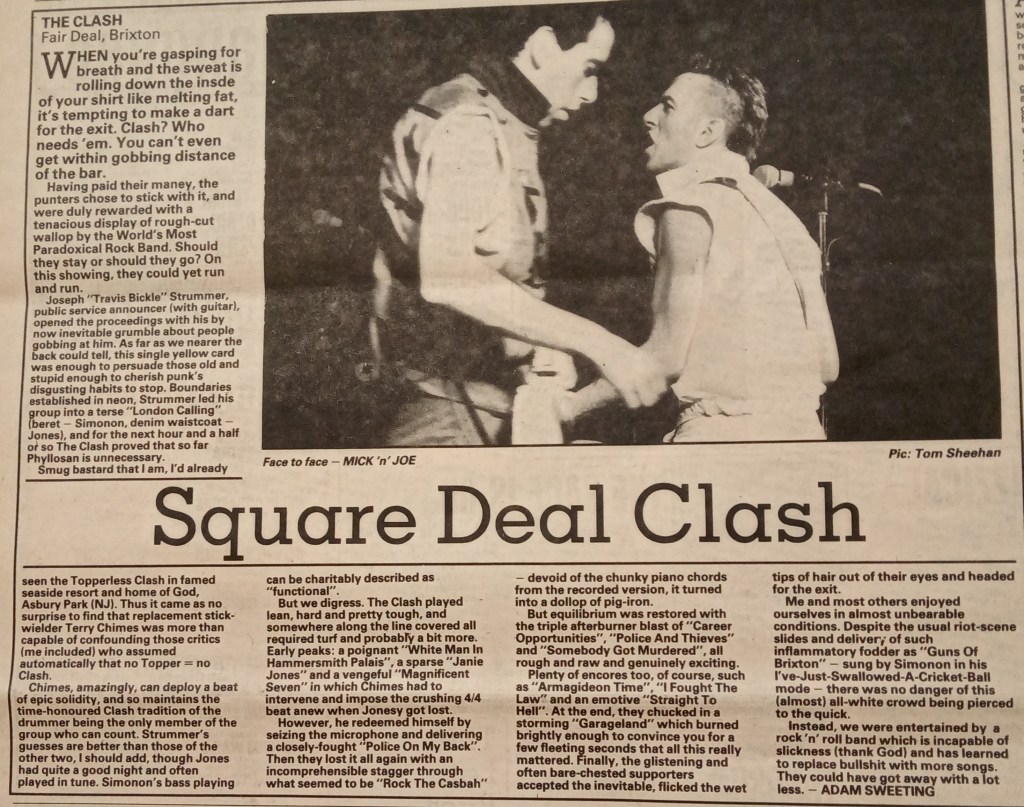 THE CLASH
Fair Deal, Brixton
WHEN you're gasping for
breath and the sweat is
rolling down the insde
of your shirt like melting fat,
it's tempting to make a dart
for the exit. Clash? Who
needs 'em. You can't even
get within gobbing distance
of the bar.
Having paid their maney, the
punters chose to stick with it, and
were duly rewarded with a
tenacious display of rough-cut
wallop by the World's Most
Paradoxical Rock Band. Should
they stay or should they go? On
this showing, they could yet run
and run.
Joseph "Travis Bickle" Strummer,
public service announcer (with guitar),
opened the proceedings with his by
now inevitable grumble about people
gobbing at him. As far as we nearer the
back could tell, this single yellow card
was enough to persuade those old and
stupid enough to cherish punk's
disgusting habits to stop. Boundaries
established in neon, Strummer led his
group into a terse "London Calling"
(beret – Simonon, denim waistcoat –
Jones), and for the next hour and a half
or so The Clash proved that so far
Phyllosan is unnecessary.
Smug bastard that I am, I'd already
Face to face – MICK 'n' JOE
Pic: Tom Sheehan
Square Deal Clash
seen the Topperless Clash in famed
seaside resort and home of God,
Asbury Park (NJ). Thus it came as no
surprise to find that replacement stick-
wielder Terry Chimes was more than
capable of confounding those critics
(me included) who assumed
automatically that no Topper = no
Clash.
Chimes, amazingly, can deploy a beat
of epic solidity, and so maintains the
time-honoured Clash tradition of the
drummer being the only member of the
group who can count. Strummer's
guesses are better than those of the
other two, I should add, though Jones
had quite a good night and often
played in tune. Simonon's bass playing
can be charitably described as
"functional".
But we digress. The Clash played
lean, hard and pretty tough, and
somewhere along the line covered all
required turf and probably a bit more.
Early peaks: a poignant "White Man In
Hammersmith Palais", a sparse "Janie
Jones" and a vengeful "Magnificent
Seven" in which Chimes had to
intervene and impose the crushing 4/4
beat anew when Jonesy got lost.
However, he redeemed himself by
seizing the microphone and delivering
a closely-fought "Police On My Back".
Then they lost it all again with an
incomprehensible stagger through
what seemed to be "Rock The Casbah"
– devoid of the chunky piano chords
from the recorded version, it turned
into a dollop of pig-iron.
But equilibrium was restored with
the triple afterburner blast of "Career
Opportunities", "Police And Thieves"
and "Somebody Got Murdered", all
rough and raw and genuinely exciting.
Plenty of encores too, of course, such
as "Armagideon Time", "I Fought The
Law" and an emotive "Straight To
Hell". At the end, they chucked in a
storming "Garageland" which burned
brightly enough to convince you for a
few fleeting seconds that all this really
mattered. Finally, the glistening and
often bare-chested supporters
accepted the inevitable, flicked the wet
tips of hair out of their eyes and headed
for the exit.
Me and most others enjoyed
ourselves in almost unbearable
conditions. Despite the usual riot-scene
slides and delivery of such
inflammatory fodder as "Guns Of
Brixton" – sung by Simonon in his
I've-Just-Swallowed-A-Cricket-Ball
mode – there was no danger of this
(almost) all-white crowd being pierced
to the quick.
Instead, we were entertained by a
rock 'n' roll band which is incapable of
slickness (thank God) and has learned
to replace bullshit with more songs.
They could have got away with a lot
less. – ADAM SWEETING